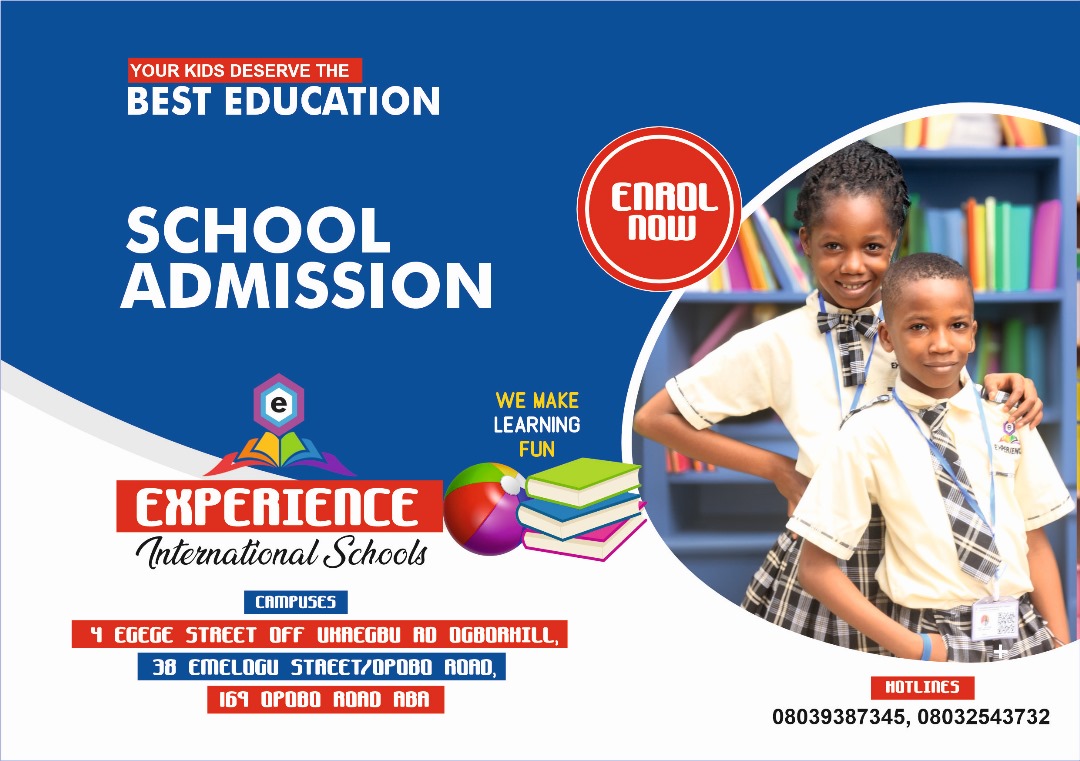 YOUR KIDS DESERVE THE
BEST EDUCATION
SCHOOL
ADMISSION
ENROL
NOW
e
WE MAKE
LEARNING
FUN
EXPERIENCE
International Schools
CAMPUSES
4 EGEGE STREET OFF UKAEGBU RD OGBORHILL,
38 EMELOGU STREET/OPOBO ROAD,
169 OPOBO ROAD ABA
e
EXPERIENCE
HOTLINES
08039387345, 08032543732